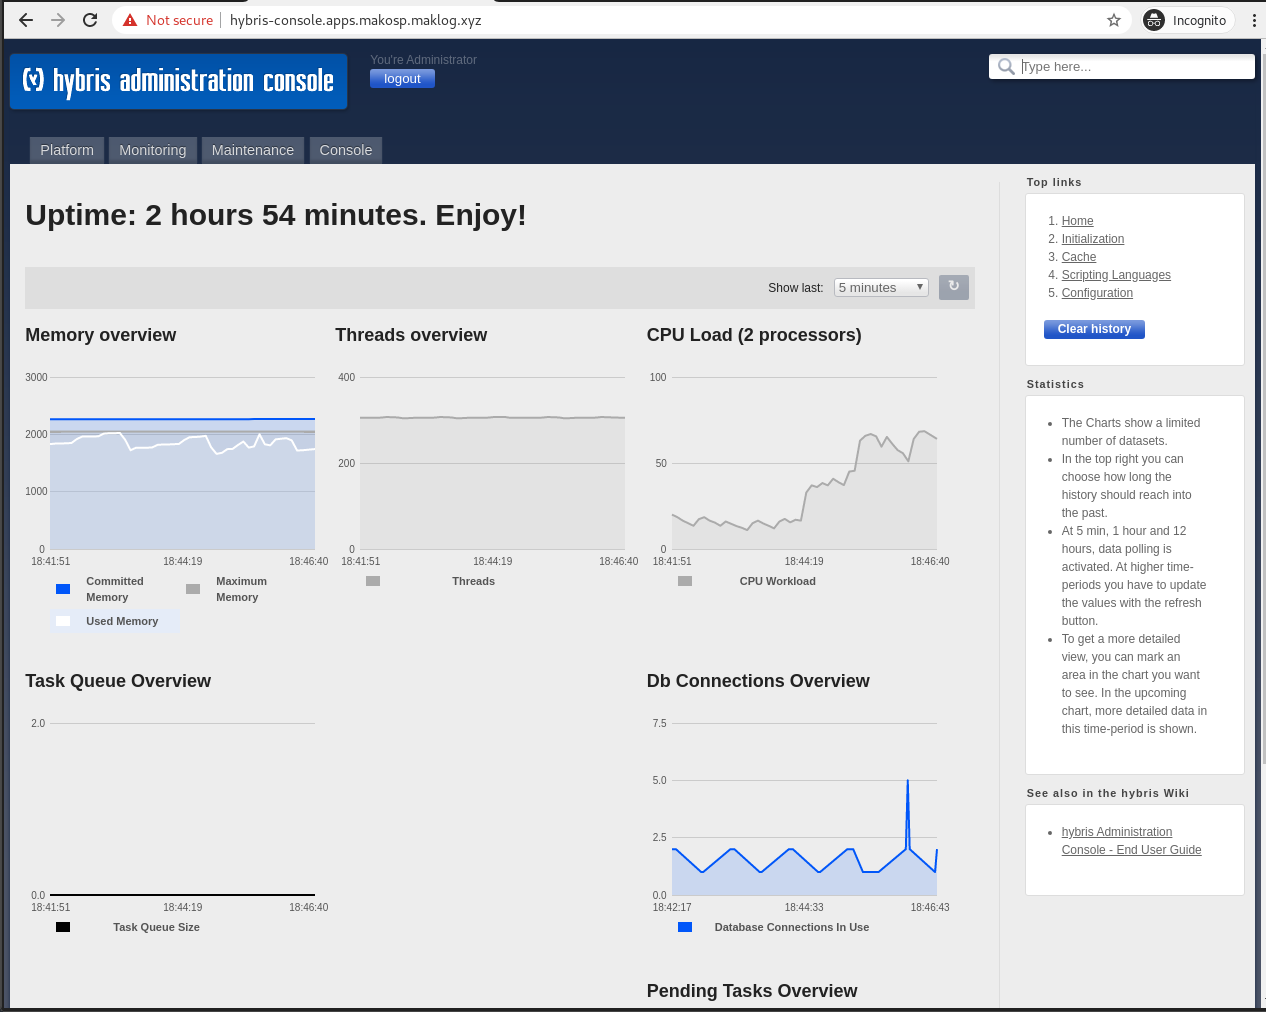 Not secure | hybris-console.apps.makosp.maklog.xyz
Incognito
hybris administration console
You're Administrator
logout
Type here...
Platform Monitoring Maintenance Console
Uptime: 2 hours 54 minutes. Enjoy!
Show last: 5 minutes
Memory overview
3000
2000
1000
0
18:41:51 18:44:19 18:46:40
Committed Memory
Maximum Memory
Used Memory
Threads overview
400
200
0
18:41:51 18:44:19 18:46:40
Threads
CPU Load (2 processors)
100
50
0
18:41:51 18:44:19 18:46:40
CPU Workload
Task Queue Overview
2.0
0.0
18:41:51 18:44:19 18:46:40
Task Queue Size
Db Connections Overview
7.5
5.0
2.5
0.0
18:42:17 18:44:33 18:46:43
Database Connections In Use
Pending Tasks Overview
Top links
1. Home
2. Initialization
3. Cache
4. Scripting Languages
5. Configuration
Clear history
Statistics
• The Charts show a limited
number of datasets.
• In the top right you can
choose how long the
history should reach into
the past.
• At 5 min, 1 hour and 12
hours, data polling is
activated. At higher time-
periods you have to update
the values with the refresh
button.
• To get a more detailed
view, you can mark an
area in the chart you want
to see. In the upcoming
chart, more detailed data in
this time-period is shown.
See also in the hybris Wiki
• hybris Administration
Console - End User Guide